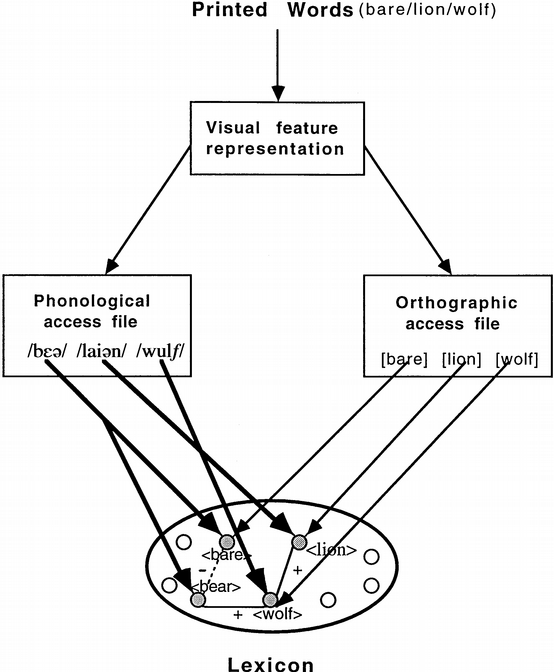 Printed Words (bare/lion/wolf)
Visual feature
representation
Phonological
access file
/bɛə/ /laiən/ /wulf/
Orthographic
access file
[bare] [lion] [wolf]
<bare>
<lion>
-
+
<bear>
+ <wolf>
Lexicon